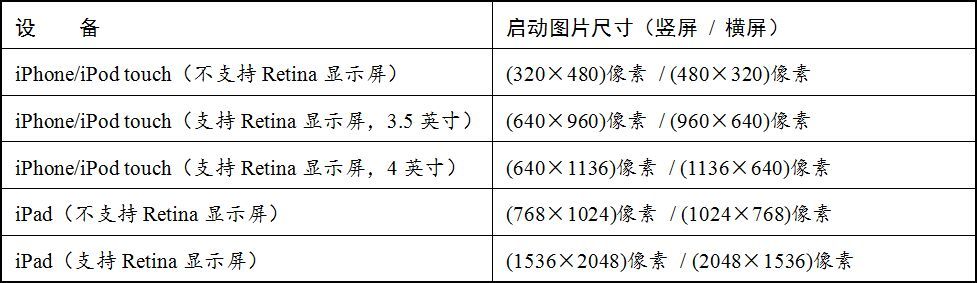 设 备 启动图片尺寸（竖屏 / 横屏）
iPhone/iPod touch（不支持 Retina 显示屏） (320×480)像素 / (480×320)像素
iPhone/iPod touch（支持 Retina 显示屏，3.5 英寸） (640×960)像素 / (960×640)像素
iPhone/iPod touch（支持 Retina 显示屏，4 英寸） (640×1136)像素 / (1136×640)像素
iPad（不支持 Retina 显示屏） (768×1024)像素 / (1024×768)像素
iPad（支持 Retina 显示屏） (1536×2048)像素 / (2048×1536)像素